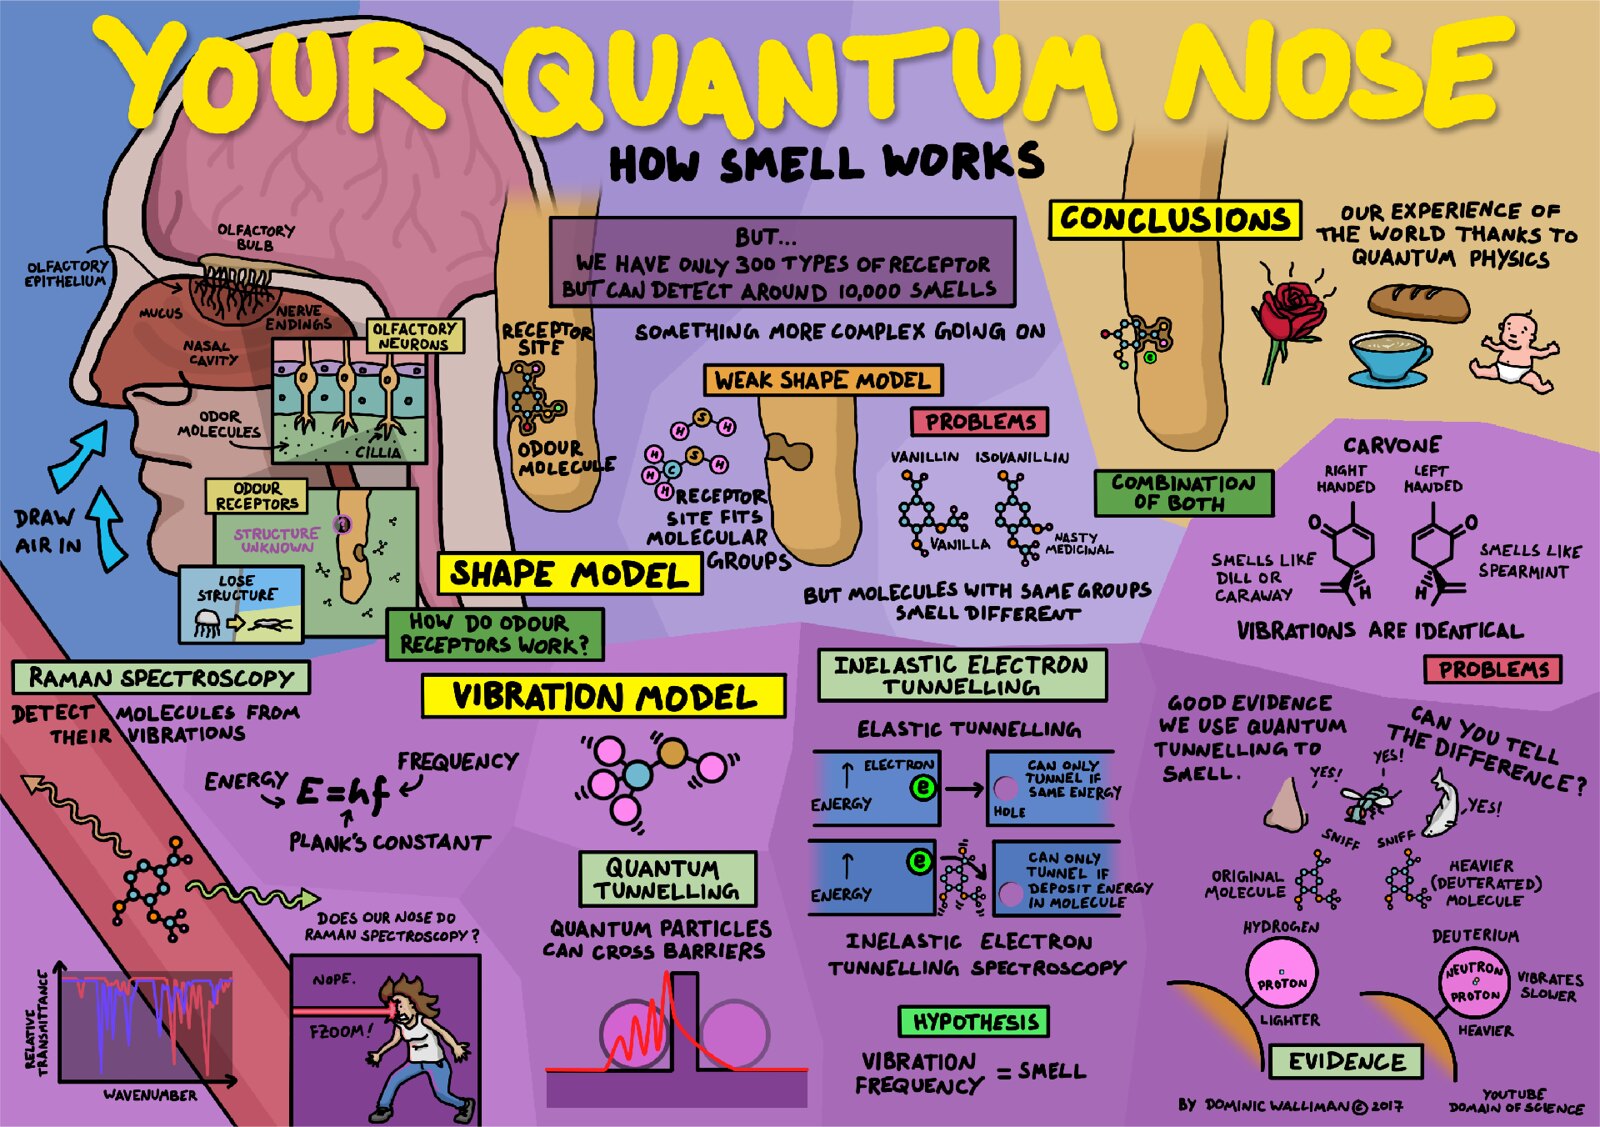 YOUR QUANTUM NOSE
HOW SMELL WORKS
OLFACTORY
BULB
OLFACTORY
EPITHELIUM
MUCUS
NERVE
ENDINGS
NASAL
CAVITY
OLFACTORY
NEURONS
ODOR
MOLECULES
CILLIA
DRAW
AIR IN
ODOUR
RECEPTORS
STRUCTURE
UNKNOWN
LOSE
STRUCTURE
HOW DO ODOUR
RECEPTORS WORK?
SHAPE MODEL
RECEPTOR
SITE
ODOUR
MOLECULE
BUT...
WE HAVE ONLY 300 TYPES OF RECEPTOR
BUT CAN DETECT AROUND 10,000 SMELLS
SOMETHING MORE COMPLEX GOING ON
WEAK SHAPE MODEL
H S H
H H C S H H
RECEPTOR
SITE FITS
MOLECULAR
GROUPS
PROBLEMS
VANILLIN ISOVANILLIN
VANILLA
NASTY
MEDICINAL
BUT MOLECULES WITH SAME GROUPS
SMELL DIFFERENT
VIBRATION MODEL
RAMAN SPECTROSCOPY
DETECT MOLECULES FROM
THEIR VIBRATIONS
ENERGY
FREQUENCY
E=hf
PLANK'S CONSTANT
DOES OUR NOSE DO
RAMAN SPECTROSCOPY?
NOPE.
FZOOM!
RELATIVE
TRANSMITTANCE
WAVENUMBER
QUANTUM
TUNNELLING
QUANTUM PARTICLES
CAN CROSS BARRIERS
INELASTIC ELECTRON
TUNNELLING
ELASTIC TUNNELLING
ELECTRON
e
ENERGY
HOLE
CAN ONLY
TUNNEL IF
SAME ENERGY
e
ENERGY
CAN ONLY
TUNNEL IF
DEPOSIT ENERGY
IN MOLECULE
INELASTIC ELECTRON
TUNNELLING SPECTROSCOPY
HYPOTHESIS
VIBRATION
FREQUENCY = SMELL
EVIDENCE
GOOD EVIDENCE
WE USE QUANTUM
TUNNELLING TO
SMELL.
CAN YOU TELL
THE DIFFERENCE?
YES!
YES!
YES!
SNIFF
SNIFF
ORIGINAL
MOLECULE
HEAVIER
(DEUTERATED)
MOLECULE
HYDROGEN
PROTON
LIGHTER
DEUTERIUM
NEUTRON
PROTON
HEAVIER
VIBRATES
SLOWER
PROBLEMS
CARVONE
RIGHT
HANDED
LEFT
HANDED
O
H
O
H
SMELLS LIKE
DILL OR
CARAWAY
SMELLS LIKE
SPEARMINT
VIBRATIONS ARE IDENTICAL
CONCLUSIONS
e
COMBINATION
OF BOTH
OUR EXPERIENCE OF
THE WORLD THANKS TO
QUANTUM PHYSICS
BY DOMINIC WALLIMAN © 2017
YOUTUBE
DOMAIN OF SCIENCE